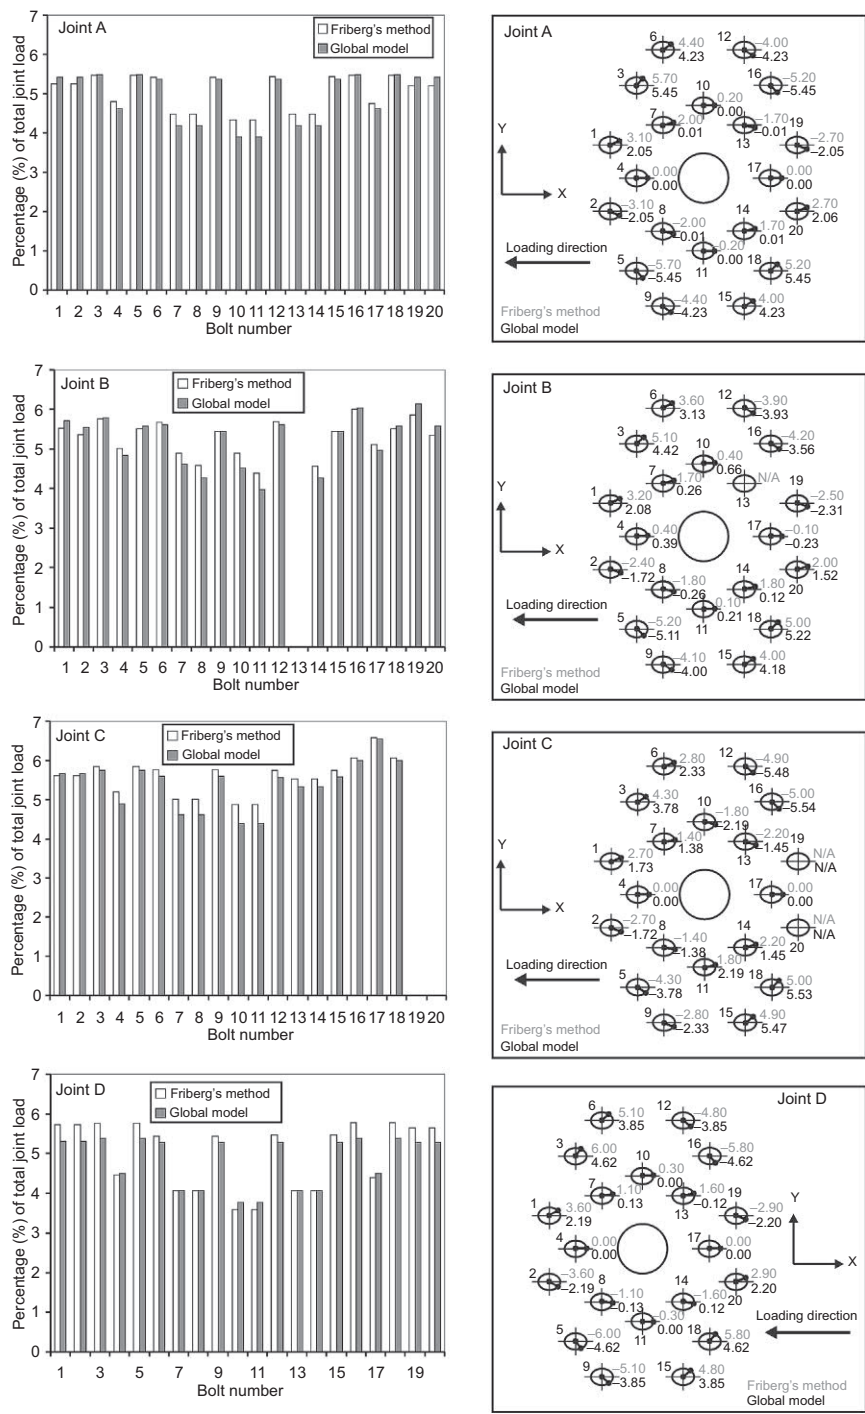 Percentage (%) of total joint load
7
6
5
4
3
2
1
0
Joint A
Friberg's method
Global model
1 2 3 4 5 6 7 8 9 10 11 12 13 14 15 16 17 18 19 20
Bolt number
Joint A
6 4.40 4.23
12 −4.00 −4.23
3 5.70 5.45
16 −5.20 −5.45
10 0.20 0.00
7 2.00 0.01
13 −1.70 −0.01
19 −2.70 −2.05
1 3.10 2.05
4 0.00 0.00
17 0.00 0.00
2 −3.10 −2.05
8 −2.00 −0.01
14 1.70 0.01
20 2.70 2.06
11 −0.20 0.00
5 −5.70 −5.45
18 5.20 5.45
9 −4.40 −4.23
15 4.00 4.23
Y
X
Loading direction
Friberg's method
Global model
Percentage (%) of total joint load
7
6
5
4
3
2
1
0
Joint B
Friberg's method
Global model
1 2 3 4 5 6 7 8 9 10 11 12 13 14 15 16 17 18 19 20
Bolt number
Joint B
6 3.60 3.13
12 −3.90 −3.93
3 5.10 4.42
16 −4.20 −3.56
10 0.40 0.66
7 1.70 0.26
13 N/A
19 −2.50 −2.31
1 3.20 2.08
4 0.40 0.39
17 −0.10 −0.23
2 −2.40 −1.72
8 −1.80 −0.26
14 1.80 0.12
20 2.00 1.52
11 0.10 0.21
5 −5.20 −5.11
18 5.00 5.22
9 −4.10 −4.00
15 4.00 4.18
Y
X
Loading direction
Friberg's method
Global model
Percentage (%) of total joint load
7
6
5
4
3
2
1
0
Joint C
Friberg's method
Global model
1 2 3 4 5 6 7 8 9 10 11 12 13 14 15 16 17 18 19 20
Bolt number
Joint C
6 2.80 2.33
12 −4.90 −5.48
3 4.30 3.78
16 −5.00 −5.54
10 −1.80 −2.19
7 1.40 1.38
13 −2.20 −1.45
19 N/A N/A
1 2.70 1.73
4 0.00 0.00
17 0.00 0.00
2 −2.70 −1.72
8 −1.40 −1.38
14 2.20 1.45
20 N/A N/A
11 1.80 2.19
5 −4.30 −3.78
18 5.00 5.53
9 −2.80 −2.33
15 4.90 5.47
Y
X
Loading direction
Friberg's method
Global model
Percentage (%) of total joint load
7
6
5
4
3
2
1
0
Joint D
Friberg's method
Global model
1 3 5 7 9 11 13 15 17 19
Bolt number
Joint D
6 5.10 3.85
12 −4.80 −3.85
3 6.00 4.62
16 −5.80 −4.62
10 0.30 0.00
7 1.10 0.13
13 −1.60 −0.12
19 −2.90 −2.20
1 3.60 2.19
4 0.00 0.00
17 0.00 0.00
2 −3.60 −2.19
8 −1.10 −0.13
14 −1.60 0.12
20 2.90 2.20
11 −0.30 0.00
5 −6.00 −4.62
18 5.80 4.62
9 −5.10 −3.85
15 4.80 3.85
Y
X
Loading direction
Friberg's method
Global model